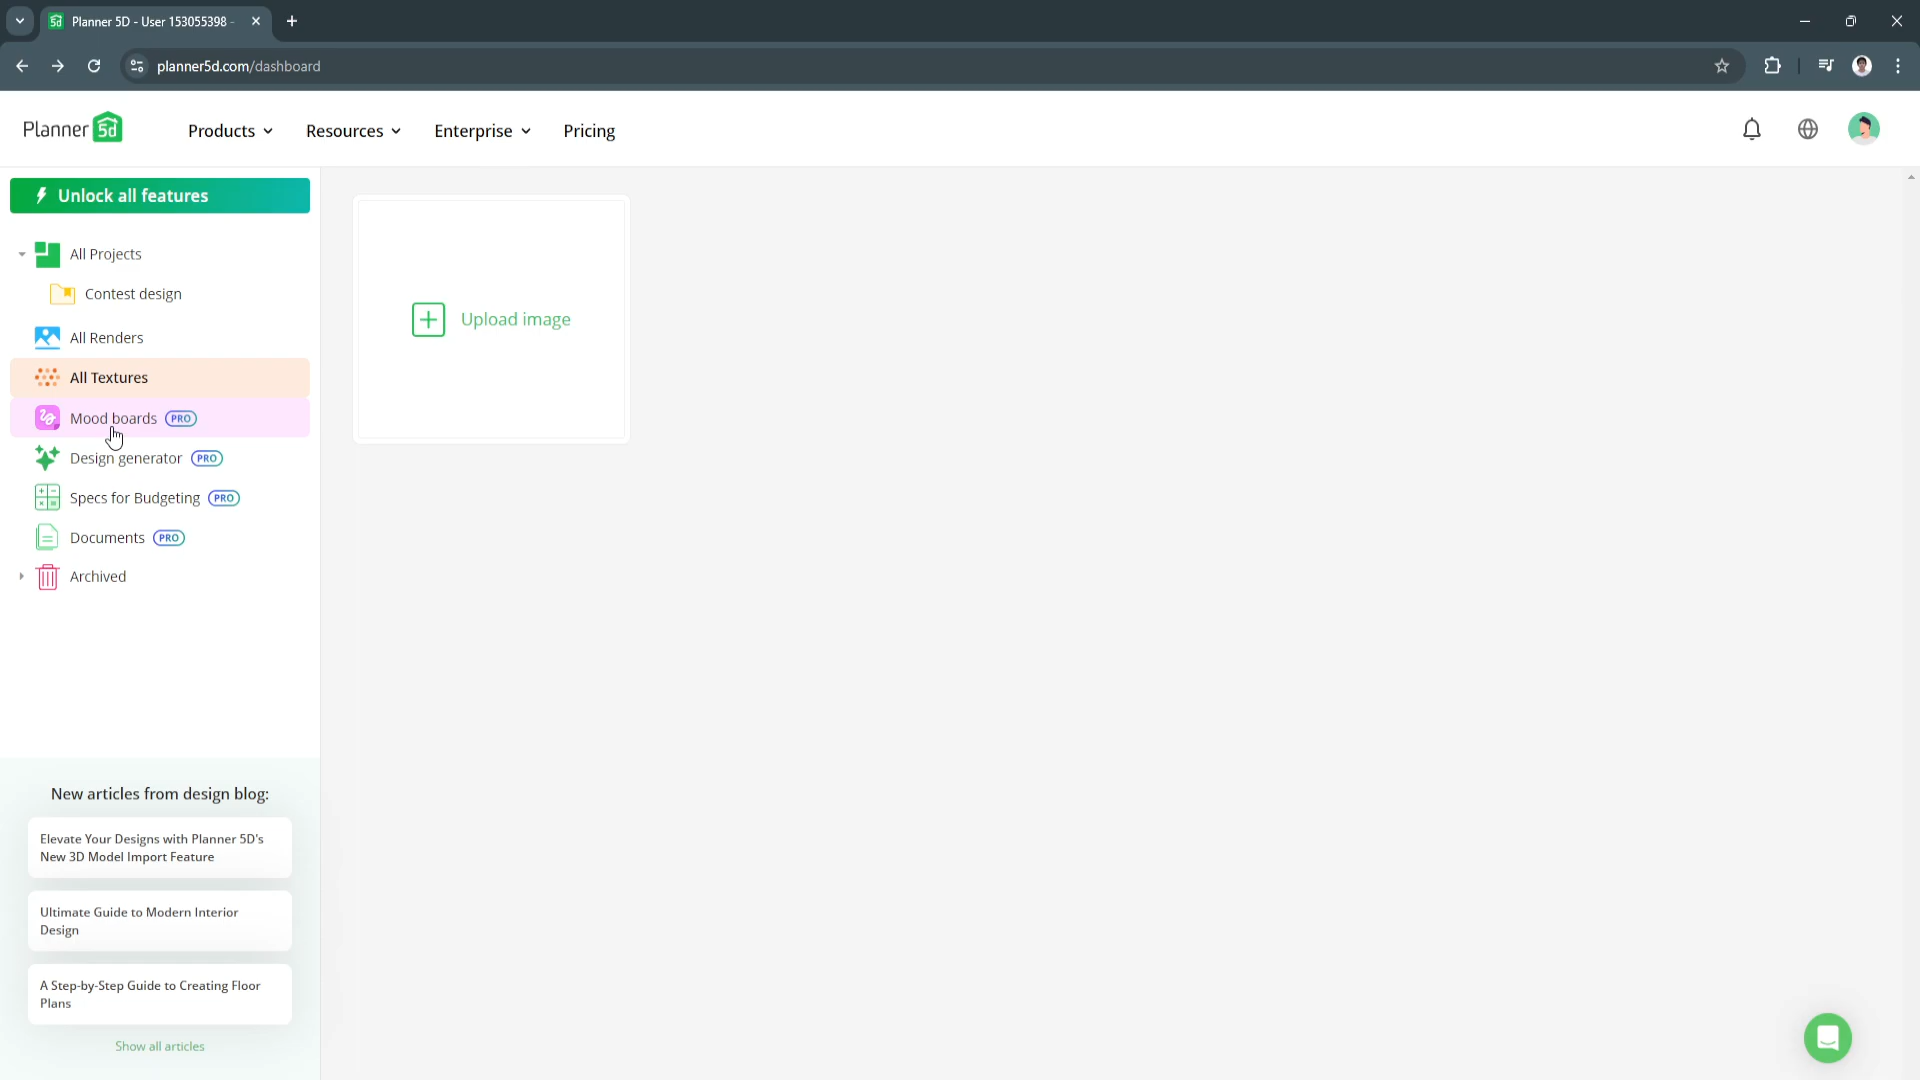 Planner 5D - User 153055398 -
planner5d.com/dashboard
Planner 5d
Products
Resources
Enterprise
Pricing
Unlock all features
All Projects
Contest design
All Renders
All Textures
Mood boards PRO
Design generator PRO
Specs for Budgeting PRO
Documents PRO
Archived
Upload image
New articles from design blog:
Elevate Your Designs with Planner 5D's
New 3D Model Import Feature
Ultimate Guide to Modern Interior
Design
A Step-by-Step Guide to Creating Floor
Plans
Show all articles